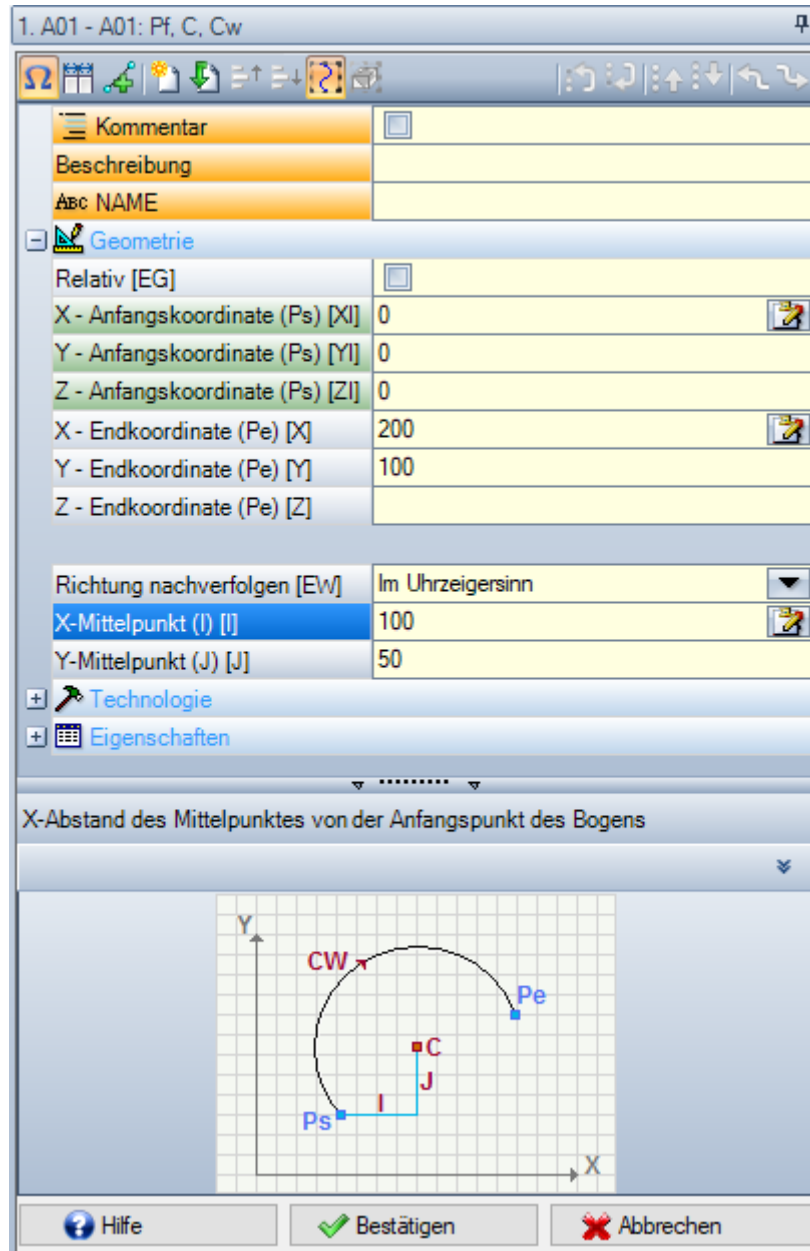 1. A01 - A01: Pf, C, Cw
Kommentar
Beschreibung
ABC NAME
Geometrie
Relativ [EG]
X - Anfangskoordinate (Ps) [XI] 0
Y - Anfangskoordinate (Ps) [YI] 0
Z - Anfangskoordinate (Ps) [ZI] 0
X - Endkoordinate (Pe) [X] 200
Y - Endkoordinate (Pe) [Y] 100
Z - Endkoordinate (Pe) [Z]
Richtung nachverfolgen [EW] Im Uhrzeigersinn
X-Mittelpunkt (I) [I] 100
Y-Mittelpunkt (J) [J] 50
Technologie
Eigenschaften
X-Abstand des Mittelpunktes von der Anfangspunkt des Bogens
Y
CW
Pe
C
J
I
Ps
X
Hilfe Bestätigen Abbrechen